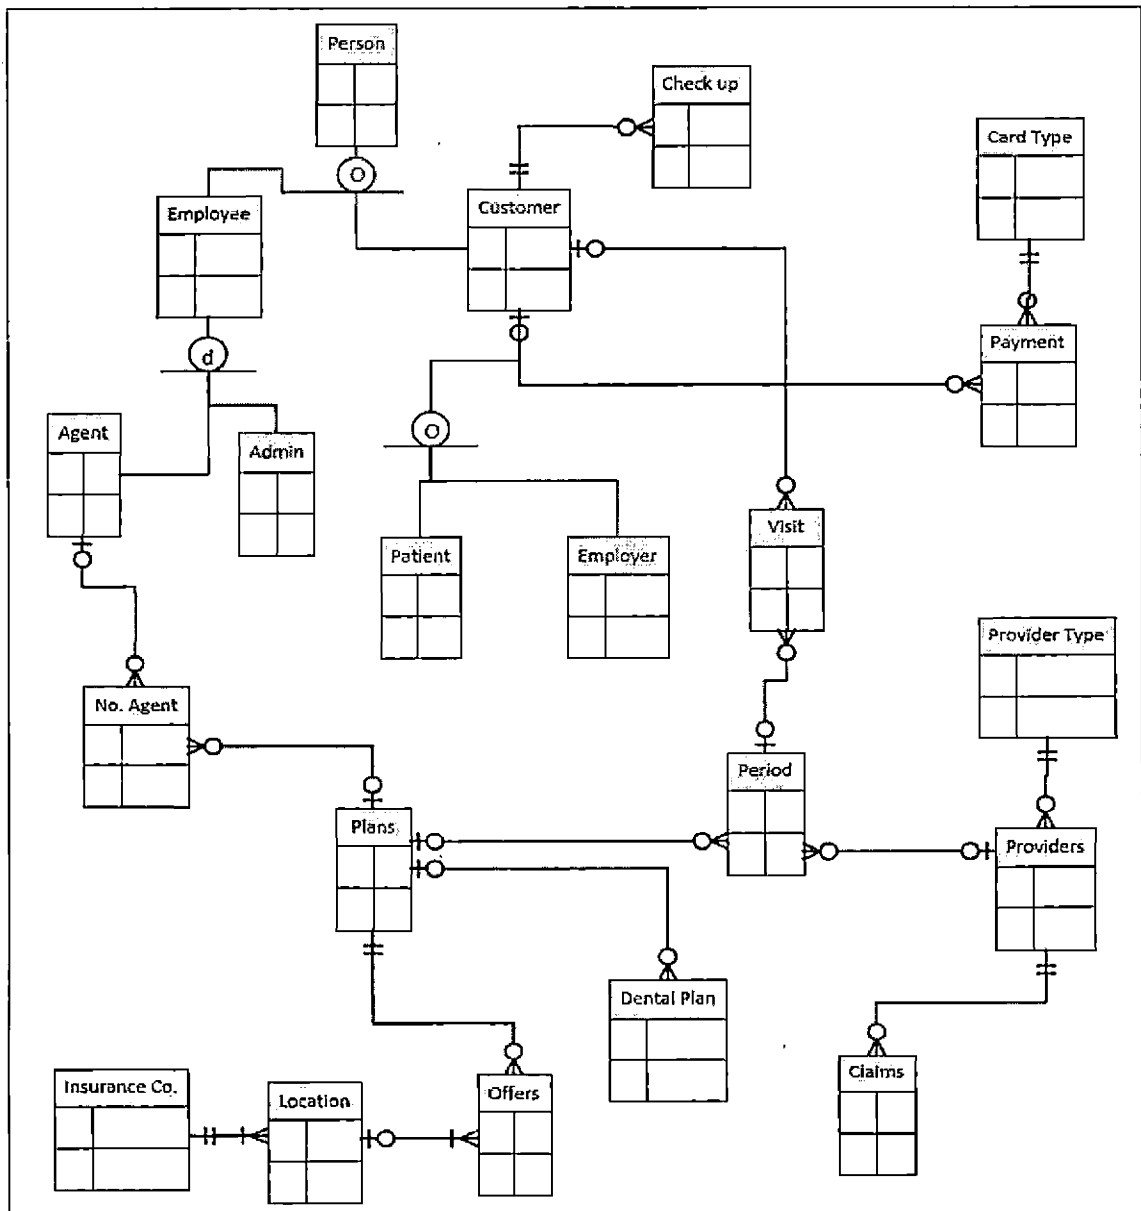 Person
Check up
Card Type
Customer
Employee
O
Payment
d
Agent
Admin
O
Visit
Patient
Employer
Provider Type
No. Agent
Period
Plans
Providers
Dental Plan
Claims
Insurance Co.
Location
Offers